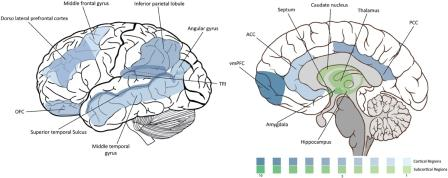 Middle frontal gyrus
Inferior parietal lobule
Dorso lateral prefrontal cortex
Angular gyrus
TPJ
OFC
Superior temporal Sulcus
Middle temporal
gyrus
Caudate nucleus
Septum
Thalamus
ACC
PCC
vmPFC
Amygdala
Hippocampus
Cortical Regions
Subcortical Regions
10 5 1